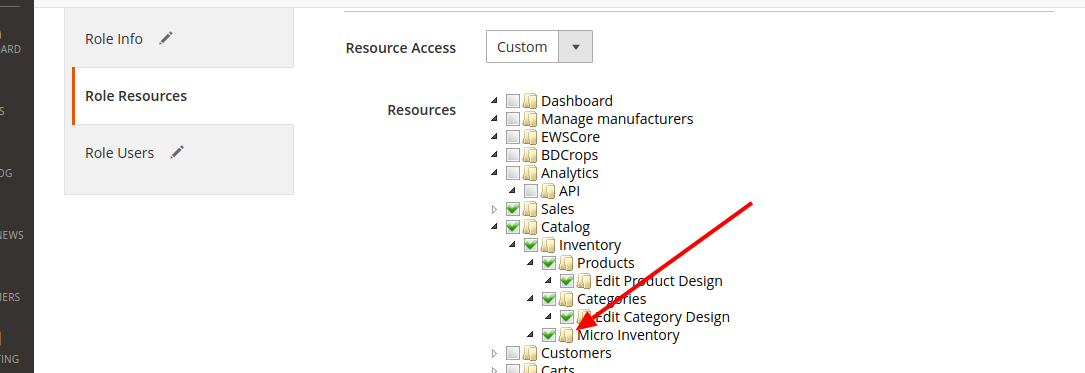 ARD
S
OG
NEWS
MERS
TING
Role Info
Role Resources
Role Users
Resource Access Custom
Resources
Dashboard
Manage manufacturers
EWSCore
BDCrops
Analytics
API
Sales
Catalog
Inventory
Products
Edit Product Design
Categories
Edit Category Design
Micro Inventory
Customers
Carts